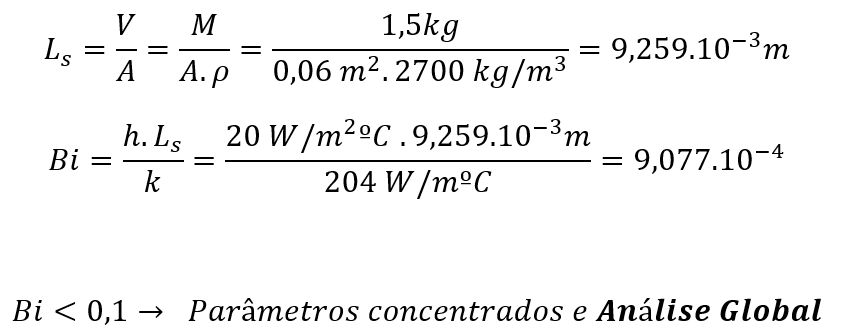 L_s = V/A = M/(A.ρ) = 1,5kg/(0,06 m². 2700 kg/m³) = 9,259.10⁻³m
Bi = h.L_s/k = (20 W/m²ºC .9,259.10⁻³m)/(204 W/mºC) = 9,077.10⁻⁴
Bi < 0,1 → Parâmetros concentrados e Análise Global